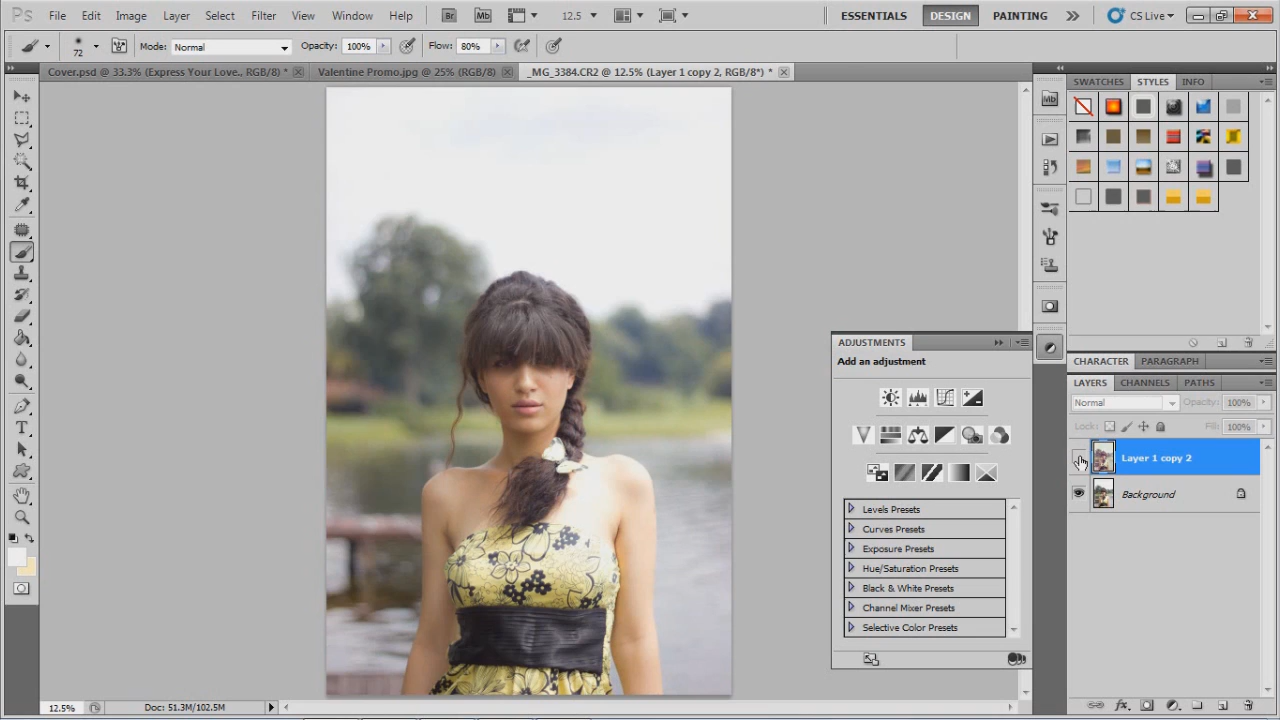 Ps File Edit Image Layer Select Filter View Window Help Br Mb 12.5 ESSENTIALS DESIGN PAINTING CS Live
72 Mode: Normal Opacity: 100% Flow: 80%
Cover.psd @ 33.3% (Express Your Love., RGB/8) * Valentine Promo.jpg @ 25% (RGB/8) _MG_3384.CR2 @ 12.5% (Layer 1 copy 2, RGB/8*) *
SWATCHES STYLES INFO
Mb
ADJUSTMENTS
Add an adjustment
Levels Presets
Curves Presets
Exposure Presets
Hue/Saturation Presets
Black & White Presets
Channel Mixer Presets
Selective Color Presets
CHARACTER PARAGRAPH
LAYERS CHANNELS PATHS
Normal Opacity: 100%
Lock: Fill: 100%
Layer 1 copy 2
Background
12.5% Doc: 51.3M/102.5M